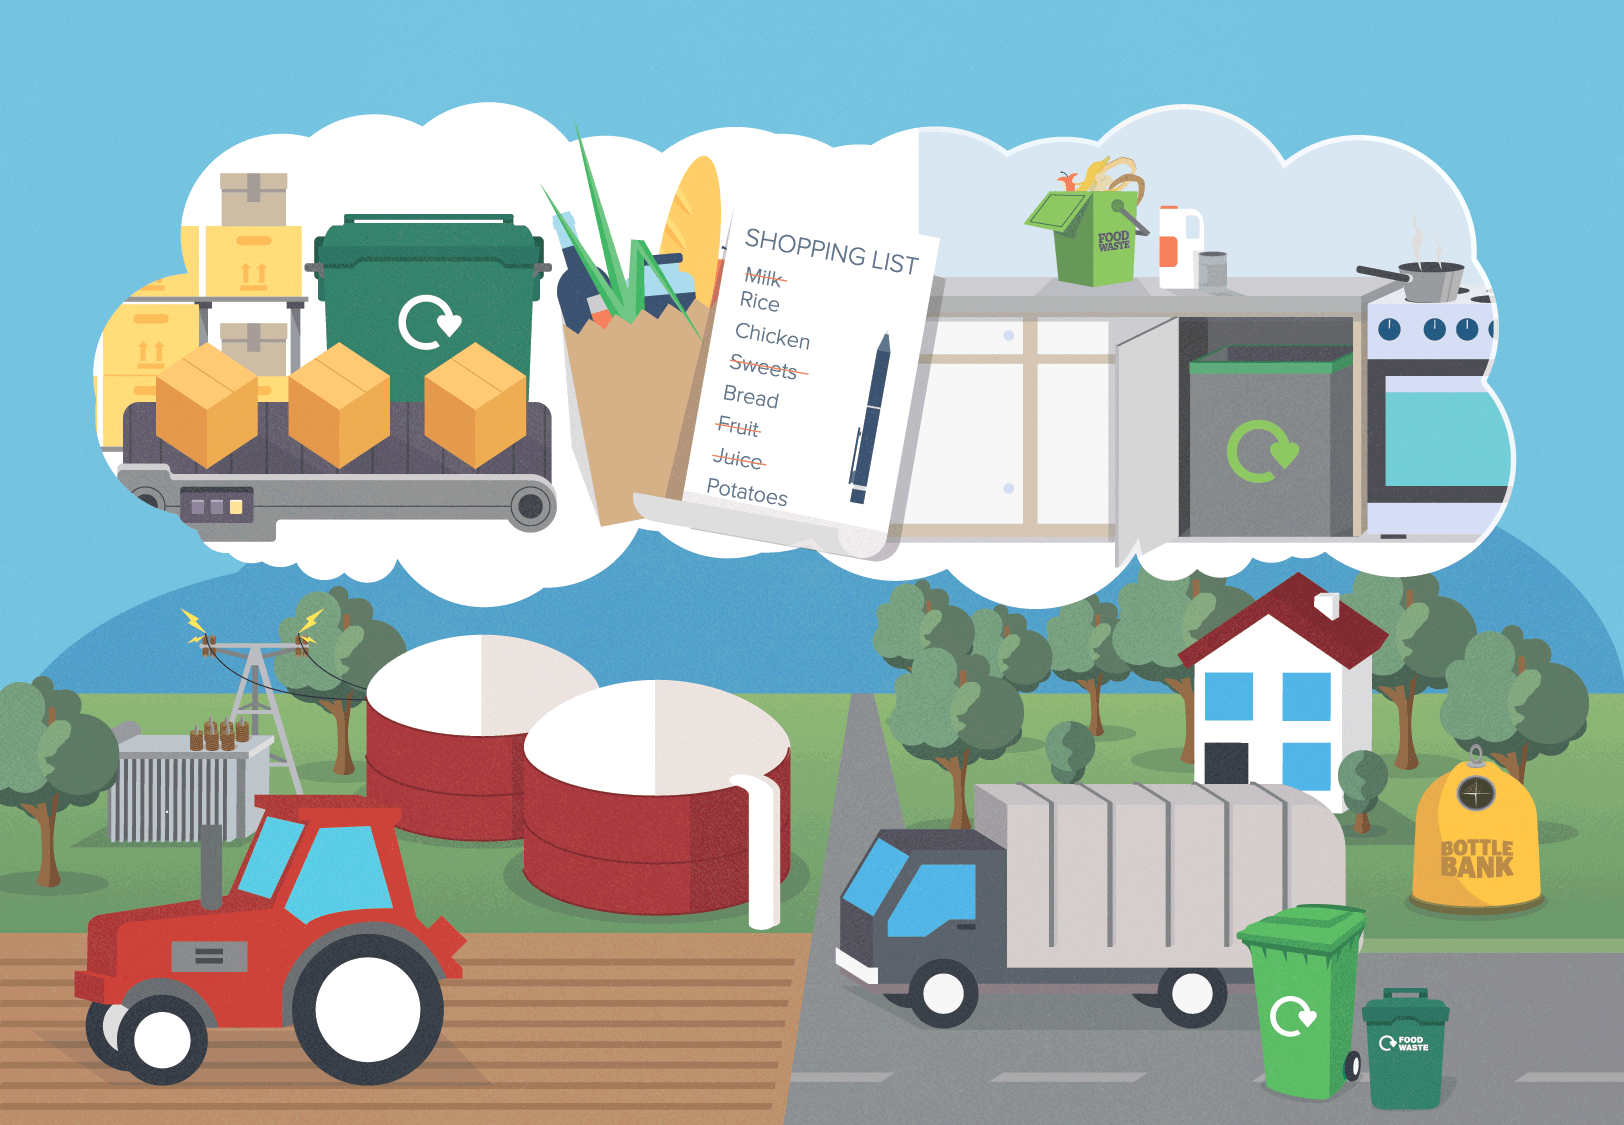 SHOPPING LIST
Milk
Rice
Chicken
Sweets
Bread
Fruit
Juice
Potatoes
FOOD
WASTE
BOTTLE
BANK
FOOD
WASTE